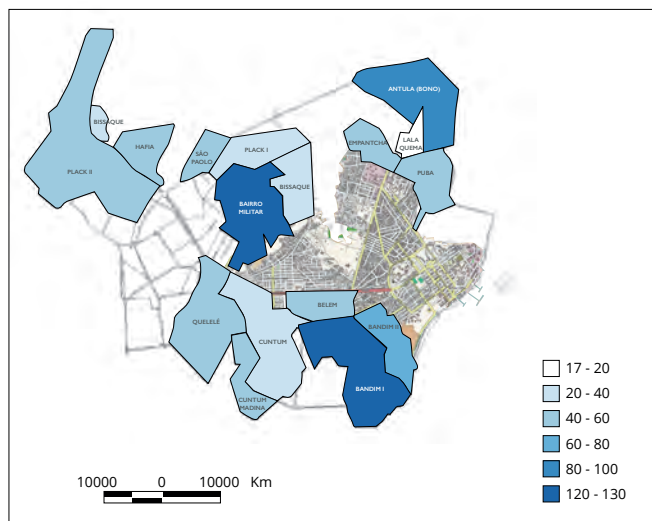 ANTULA (BONO)
BISSAQUE
HAFIA
PLACK II
SÃO
PAOLO
PLACK I
BISSAQUE
BAIRRO
MILITAR
EMPANTCHA
LALA
QUEMA
PUBA
QUELELÉ
CUNTUM
CUNTUM
MADINA
BELEM
BANDIM II
BANDIM I
17 - 20
20 - 40
40 - 60
60 - 80
80 - 100
120 - 130
10000 0 10000 Km